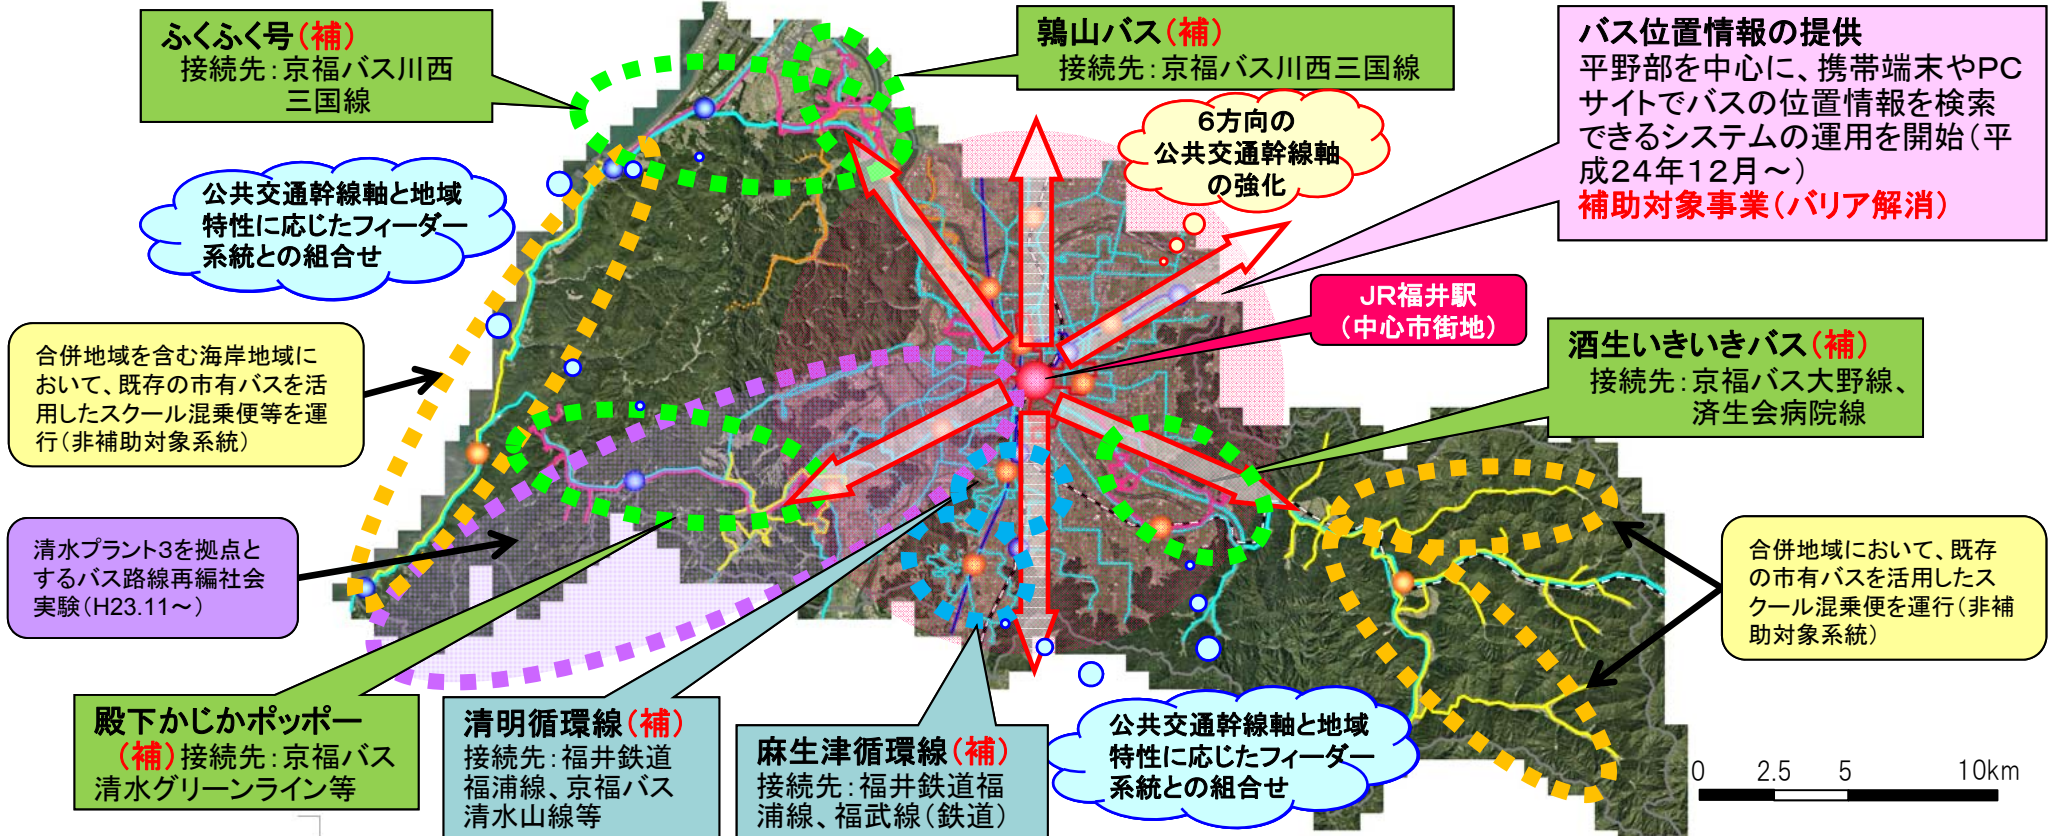 ふくふく号(補)
接続先：京福バス川西
三国線
鶉山バス(補)
接続先：京福バス川西三国線
バス位置情報の提供
平野部を中心に、携帯端末やPC
サイトでバスの位置情報を検索
できるシステムの運用を開始(平
成24年12月～)
補助対象事業(バリア解消)
6方向の
公共交通幹線軸
の強化
公共交通幹線軸と地域
特性に応じたフィーダー
系統との組合せ
JR福井駅
(中心市街地)
合併地域を含む海岸地域に
おいて、既存の市有バスを活
用したスクール混乗便等を運
行(非補助対象系統)
酒生いきいきバス(補)
接続先：京福バス大野線、
済生会病院線
清水プラント3を拠点と
するバス路線再編社会
実験(H23.11～)
合併地域において、既存
の市有バスを活用したス
クール混乗便を運行(非補
助対象系統)
殿下かじかポッポー
(補)接続先：京福バス
清水グリーンライン等
清明循環線(補)
接続先：福井鉄道
福浦線、京福バス
清水山線等
麻生津循環線(補)
接続先：福井鉄道福
浦線、福武線(鉄道)
公共交通幹線軸と地域
特性に応じたフィーダー
系統との組合せ
0 2.5 5 10km